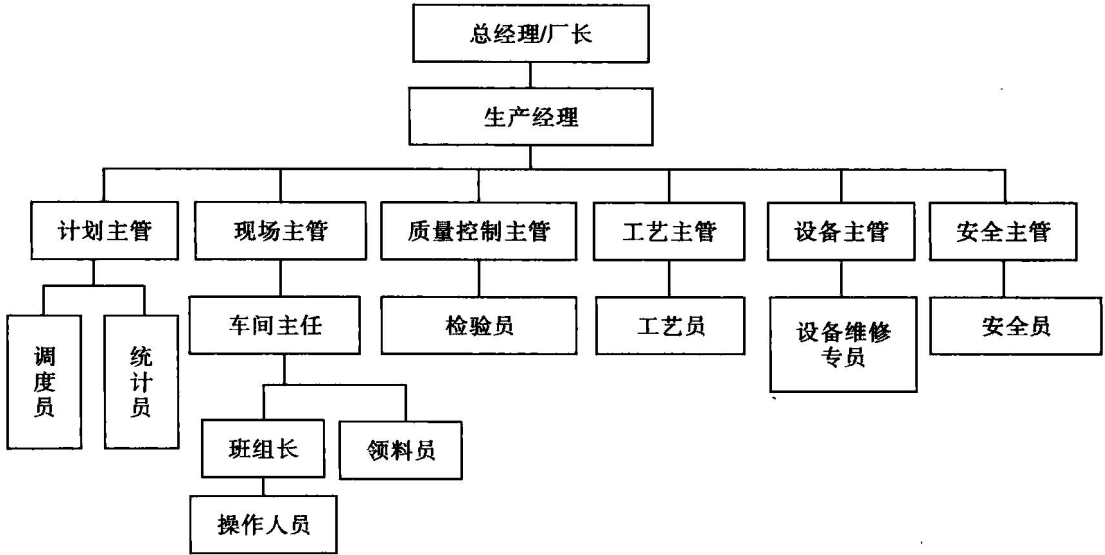 总经理/厂长
生产经理
计划主管
现场主管
质量控制主管
工艺主管
设备主管
安全主管
调度员
统计员
车间主任
检验员
工艺员
设备维修
专员
安全员
班组长
领料员
操作人员